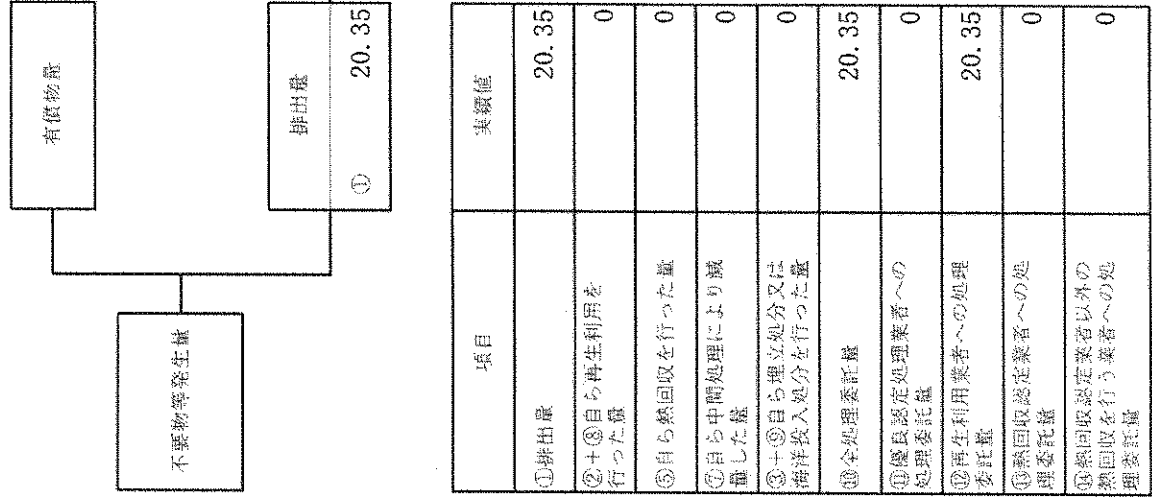 有償物量
不要物等発生量
排出量
① 20.35
項目 実績値
①排出量 20.35
②+⑧自ら再生利用を
行った量 0
⑤自ら熱回収を行った量 0
⑦自ら中間処理により減
量した量 0
③+⑨自ら埋立処分又は
海洋投入処分を行った量 0
⑩全処理委託量 20.35
⑪優良認定処理業者への
処理委託量 0
⑫再生利用業者への処理
委託量 20.35
⑬熱回収認定業者への処
理委託量 0
⑭熱回収認定業者以外の
熱回収を行う業者への処
理委託量 0